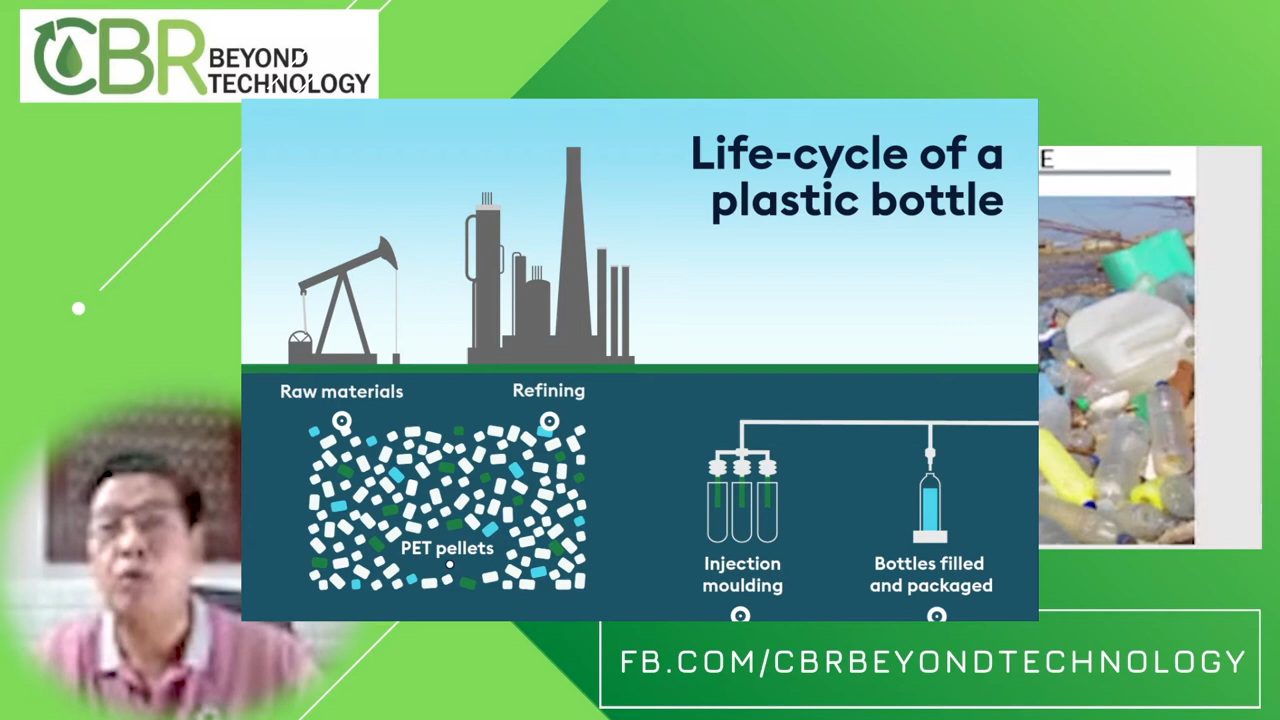 CBR BEYOND
TECHNOLOGY
Life-cycle of a
plastic bottle
E
Raw materials
Refining
PET pellets
Injection
moulding
Bottles filled
and packaged
FB.COM/CBRBEYONDTECHNOLOGY